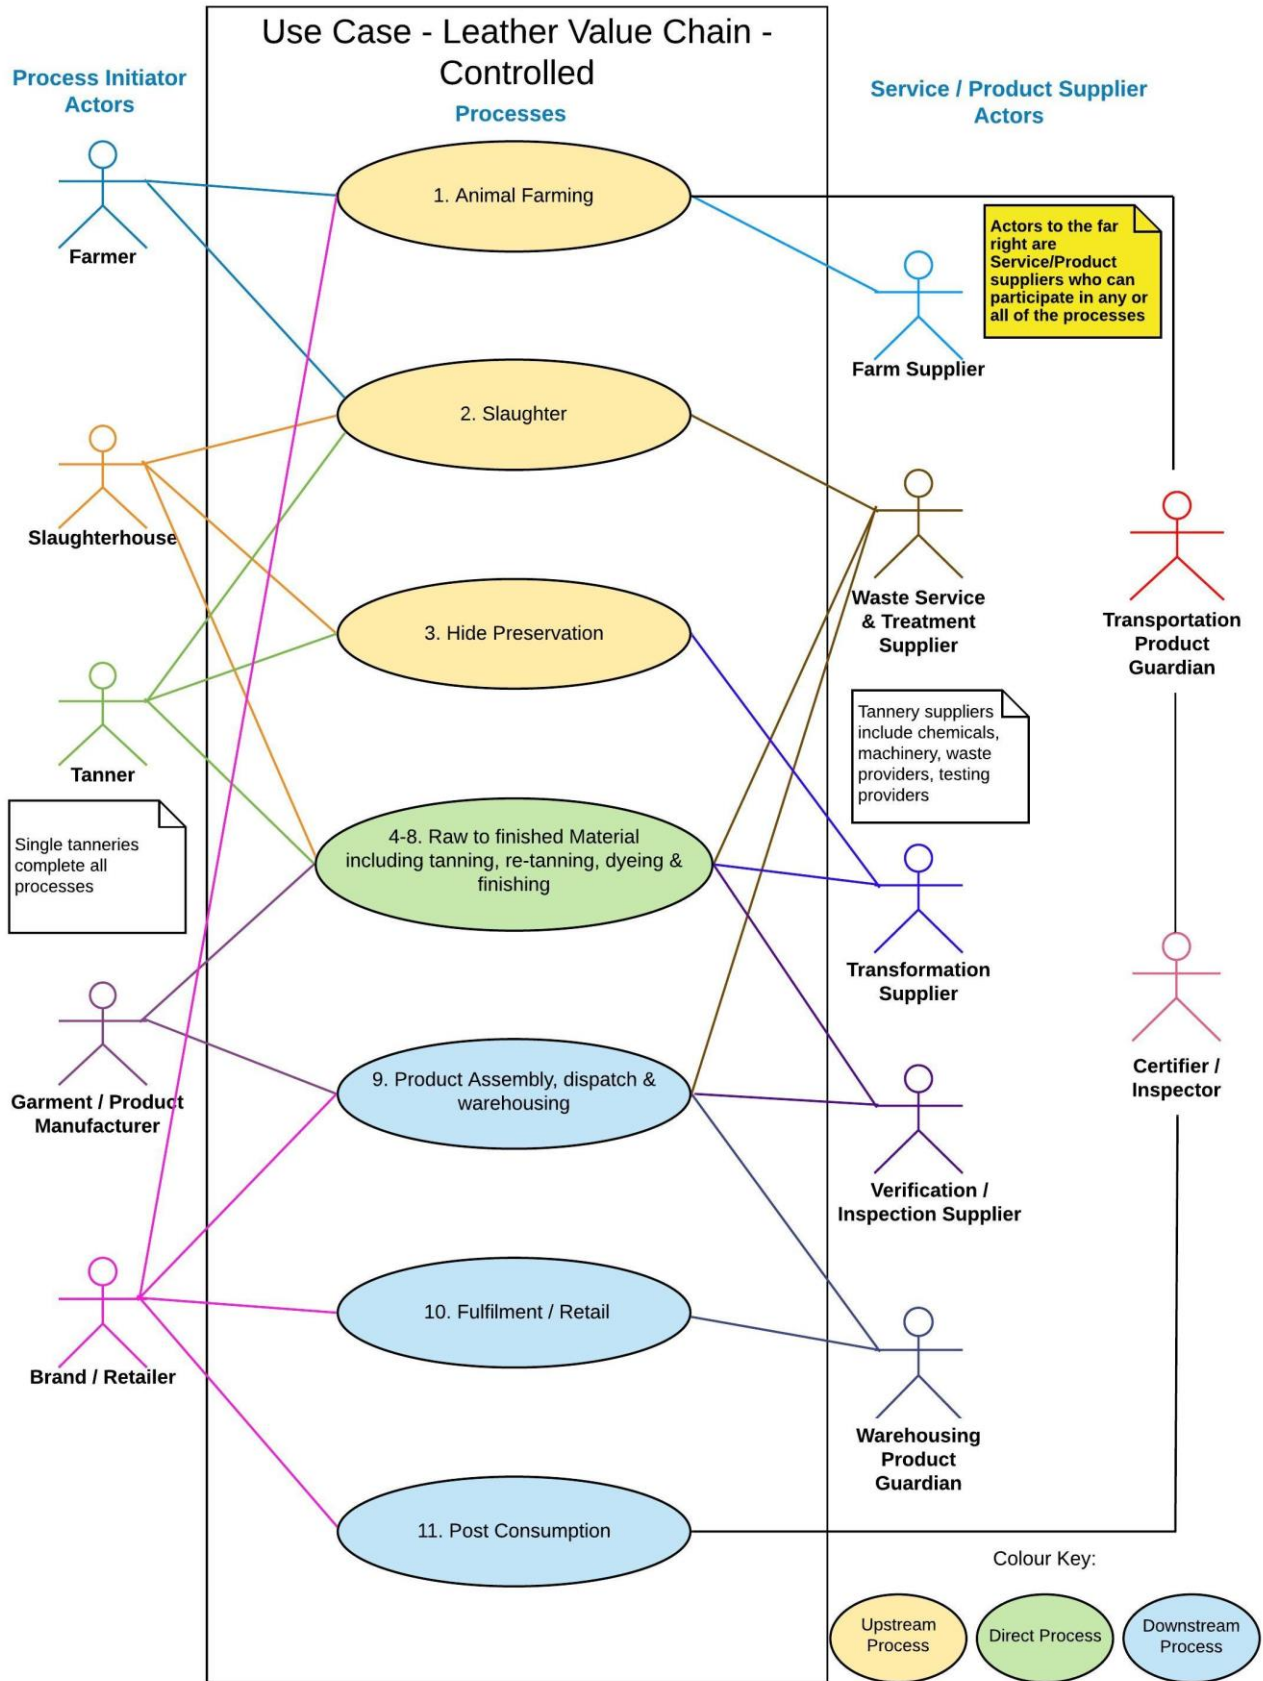 Use Case - Leather Value Chain -
Controlled
Process Initiator
Actors
Processes
Service / Product Supplier
Actors
Farmer
1. Animal Farming
Actors to the far
right are
Service/Product
suppliers who can
participate in any or
all of the processes
Farm Supplier
2. Slaughter
Slaughterhouse
Waste Service
& Treatment
Supplier
Transportation
Product
Guardian
3. Hide Preservation
Tanner
Tannery suppliers
include chemicals,
machinery, waste
providers, testing
providers
Single tanneries
complete all
processes
4-8. Raw to finished Material
including tanning, re-tanning, dyeing &
finishing
Transformation
Supplier
Garment / Product
Manufacturer
9. Product Assembly, dispatch &
warehousing
Certifier /
Inspector
Verification /
Inspection Supplier
Brand / Retailer
10. Fulfilment / Retail
Warehousing
Product
Guardian
11. Post Consumption
Colour Key:
Upstream
Process
Direct Process
Downstream
Process